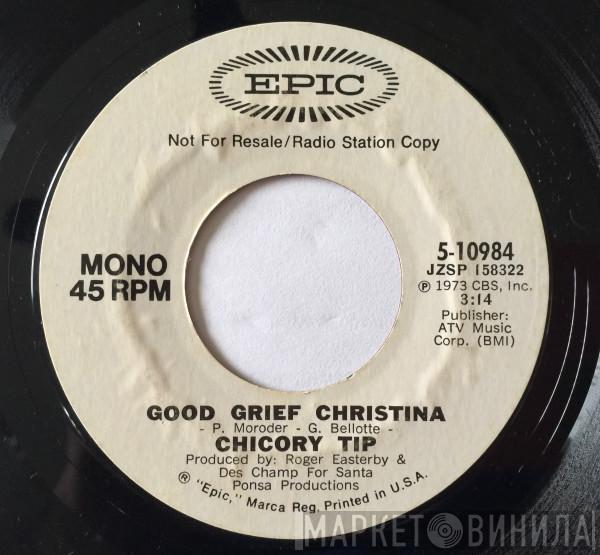 EPIC
Not For Resale/Radio Station Copy
MONO
45 RPM
5-10984
JZSP 158322
℗ 1973 CBS, Inc.
3:14
Publisher:
ATV Music
Corp. (BMI)
GOOD GRIEF CHRISTINA
- P. Moroder - G. Bellotte -
CHICORY TIP
Produced by: Roger Easterby &
Des Champ For Santa
Ponsa Productions
® "Epic," Marca Reg. Printed in U.S.A.
МАРКЕТ ВИНИЛА